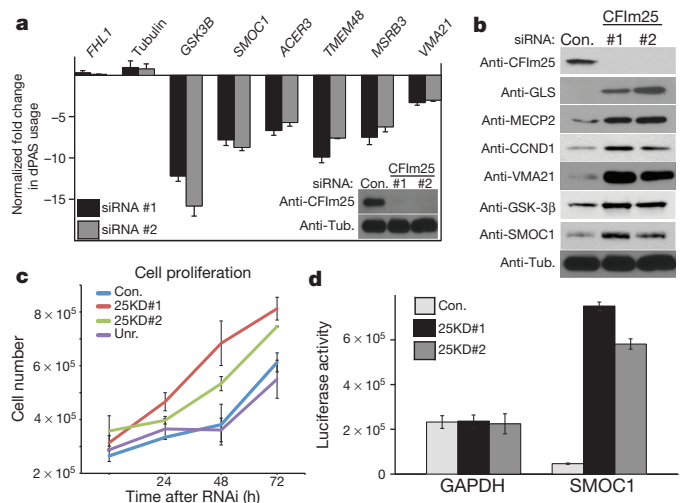 a
FHL1
Tubulin
GSK3B
SMOC1
ACER3
TMEM48
MSRB3
VMA21
Normalized fold change
in dPAS usage
−5
−10
−15
siRNA #1
siRNA #2
CFIm25
siRNA: Con. #1 #2
Anti-CFIm25
Anti-Tub.
b
CFIm25
siRNA: Con. #1 #2
Anti-CFIm25
Anti-GLS
Anti-MECP2
Anti-CCND1
Anti-VMA21
Anti-GSK-3β
Anti-SMOC1
Anti-Tub.
c
Cell proliferation
Con.
25KD#1
25KD#2
Unr.
Cell number
8 × 10⁵
6 × 10⁵
4 × 10⁵
2 × 10⁵
24 48 72
Time after RNAi (h)
d
Con.
25KD#1
25KD#2
Luciferase activity
6 × 10⁵
4 × 10⁵
2 × 10⁵
0
GAPDH SMOC1